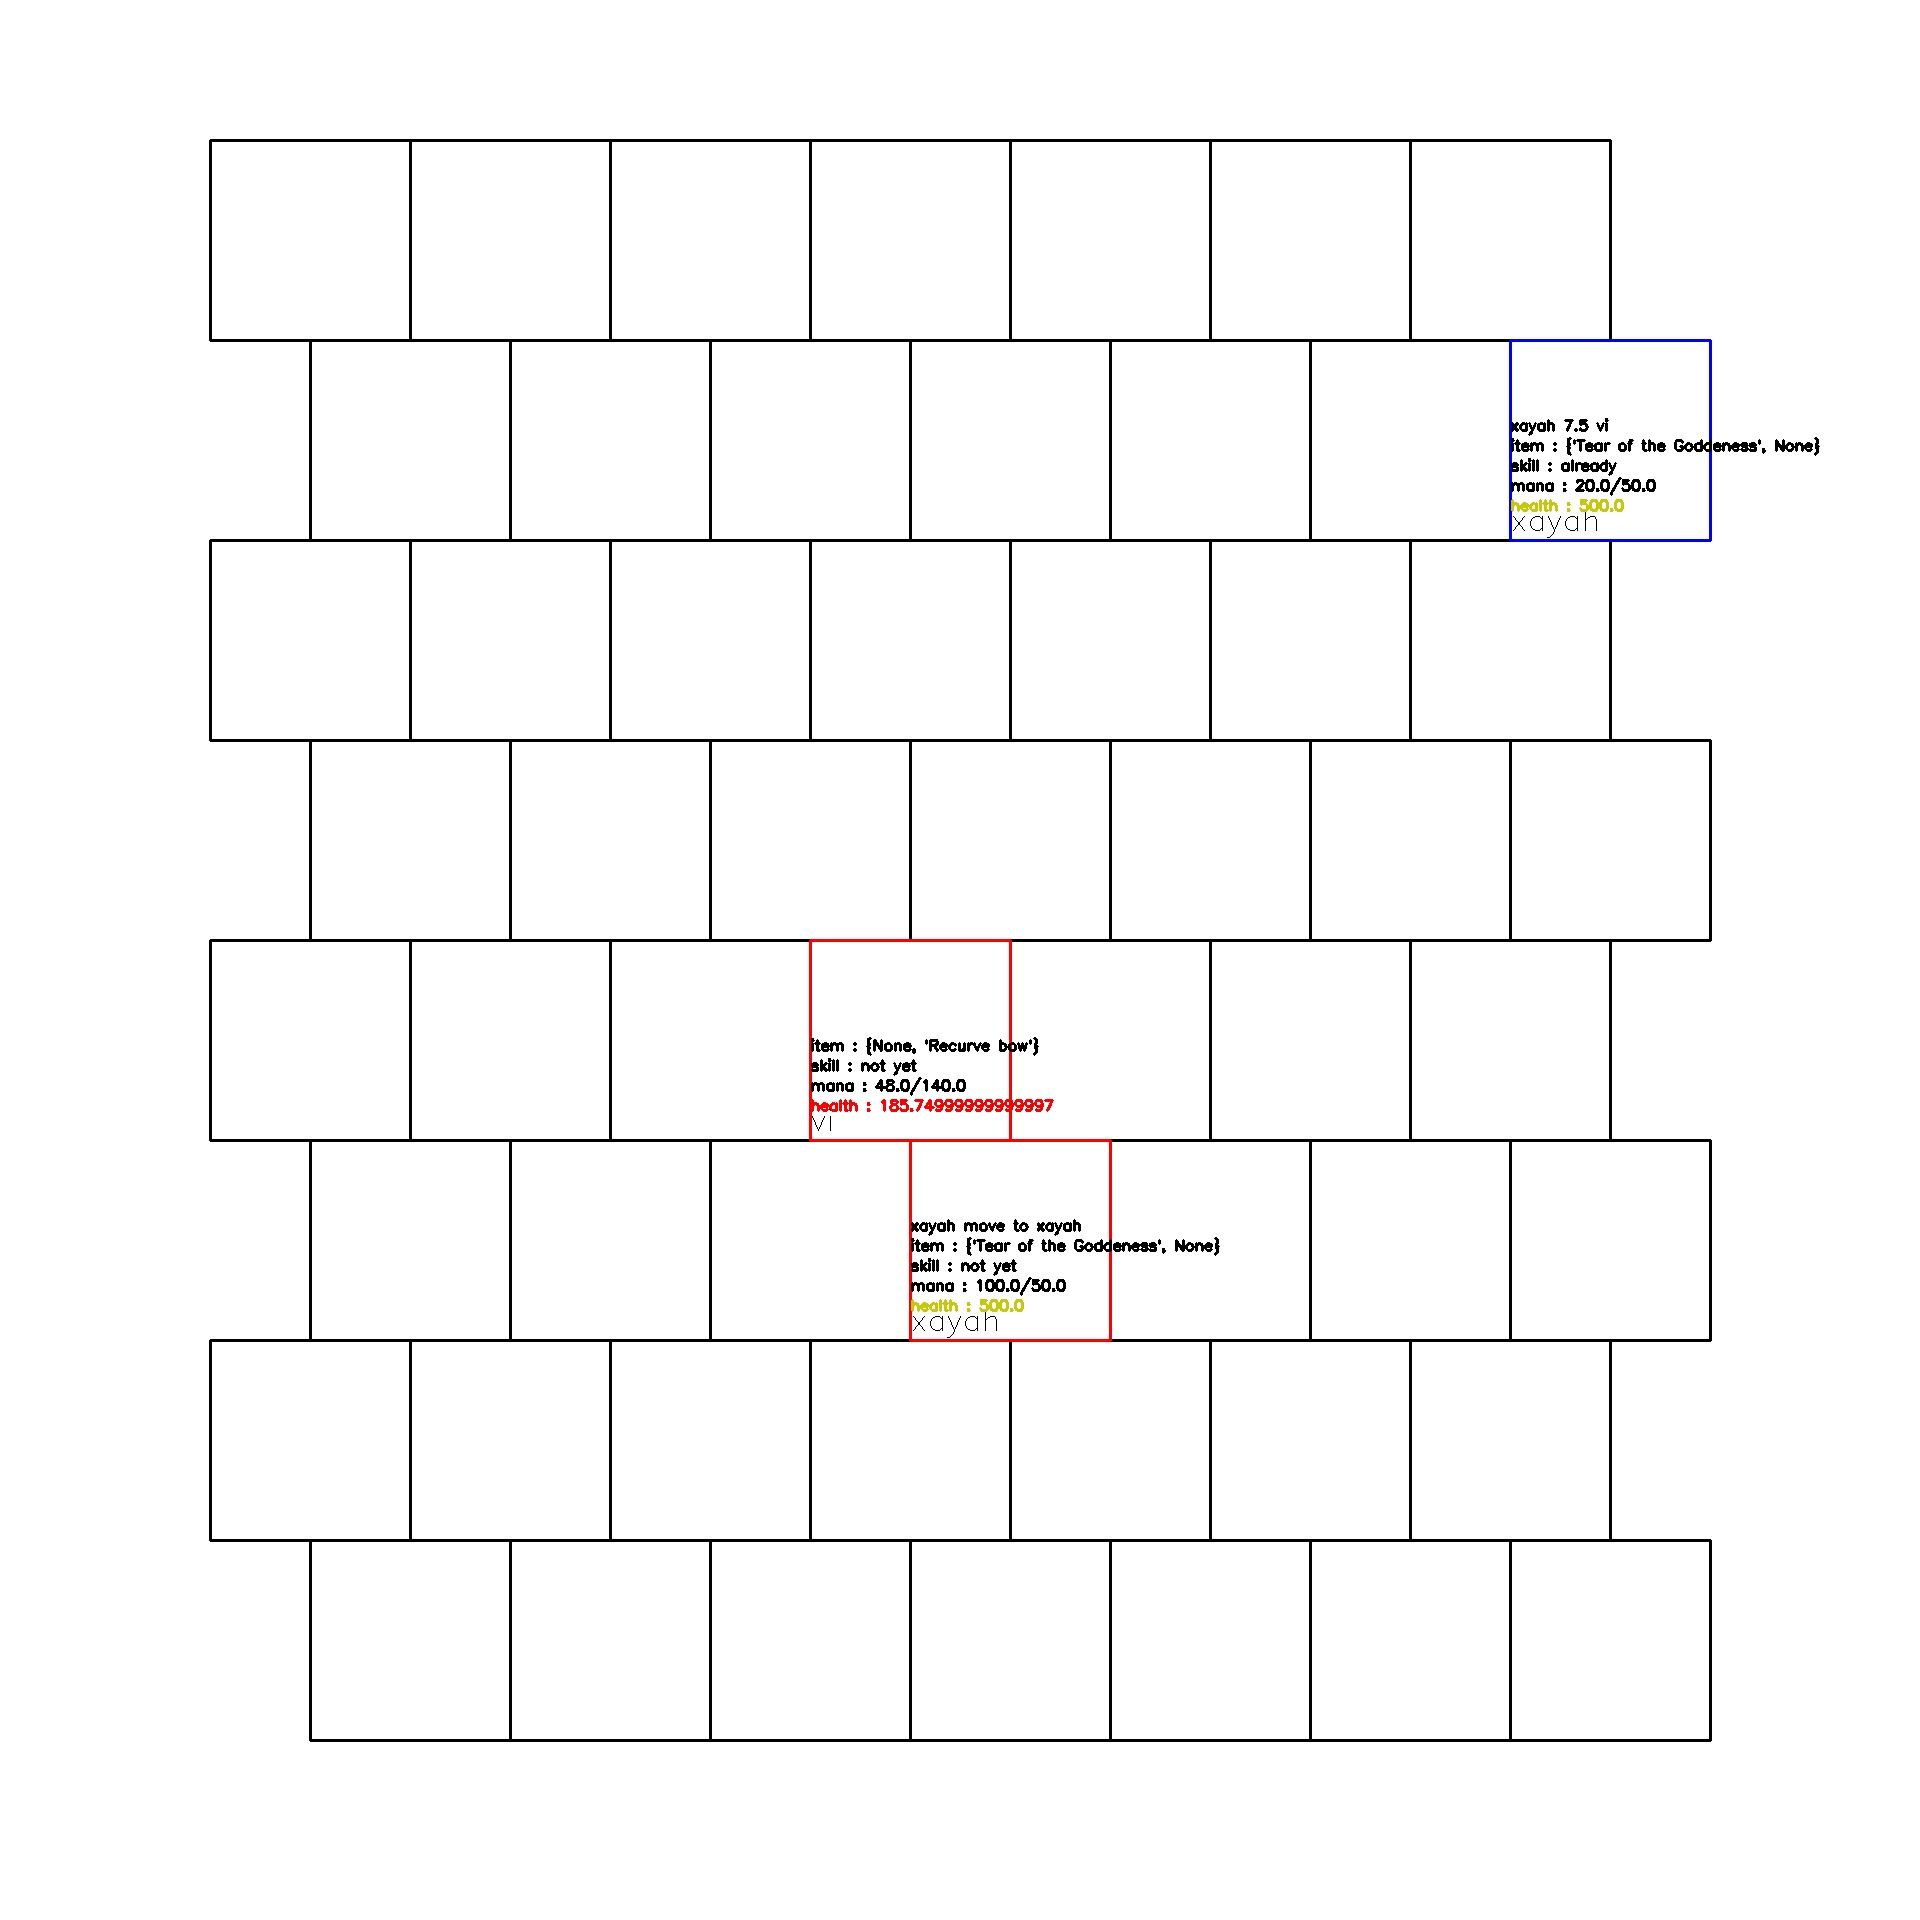 xayah 7.5 vi
item : {'Tear of the Goddeness', None}
skill : already
mana : 20.0/50.0
health : 500.0
xayah
item : {None, 'Recurve bow'}
skill : not yet
mana : 48.0/140.0
health : 185.74999999999997
vi
xayah move to xayah
item : {'Tear of the Goddeness', None}
skill : not yet
mana : 100.0/50.0
health : 500.0
xayah